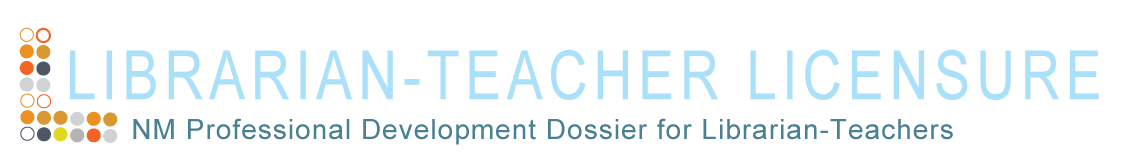 LIBRARIAN-TEACHER LICENSURE
NM Professional Development Dossier for Librarian-Teachers